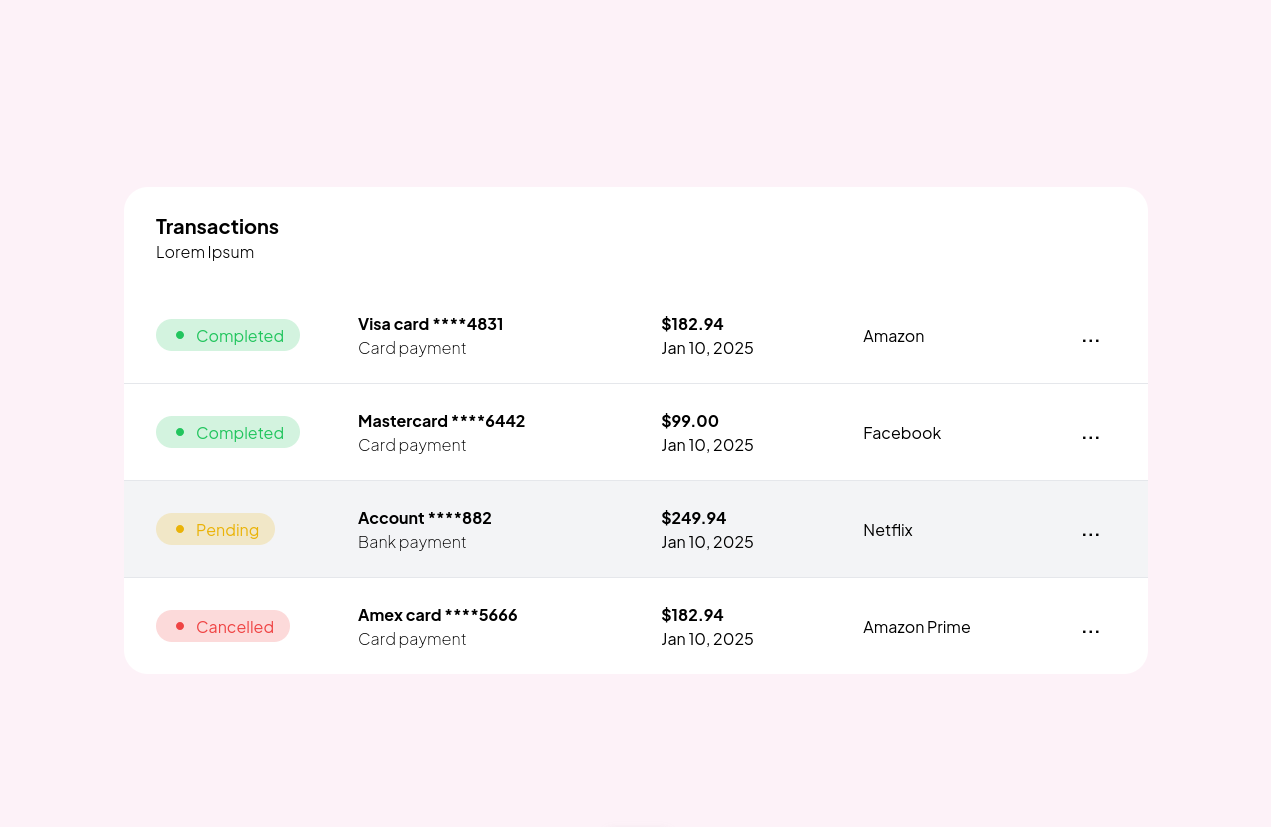 Transactions
Lorem Ipsum
Completed
Visa card ****4831
Card payment
$182.94
Jan 10, 2025
Amazon
...
Completed
Mastercard ****6442
Card payment
$99.00
Jan 10, 2025
Facebook
...
Pending
Account ****882
Bank payment
$249.94
Jan 10, 2025
Netflix
...
Cancelled
Amex card ****5666
Card payment
$182.94
Jan 10, 2025
Amazon Prime
...